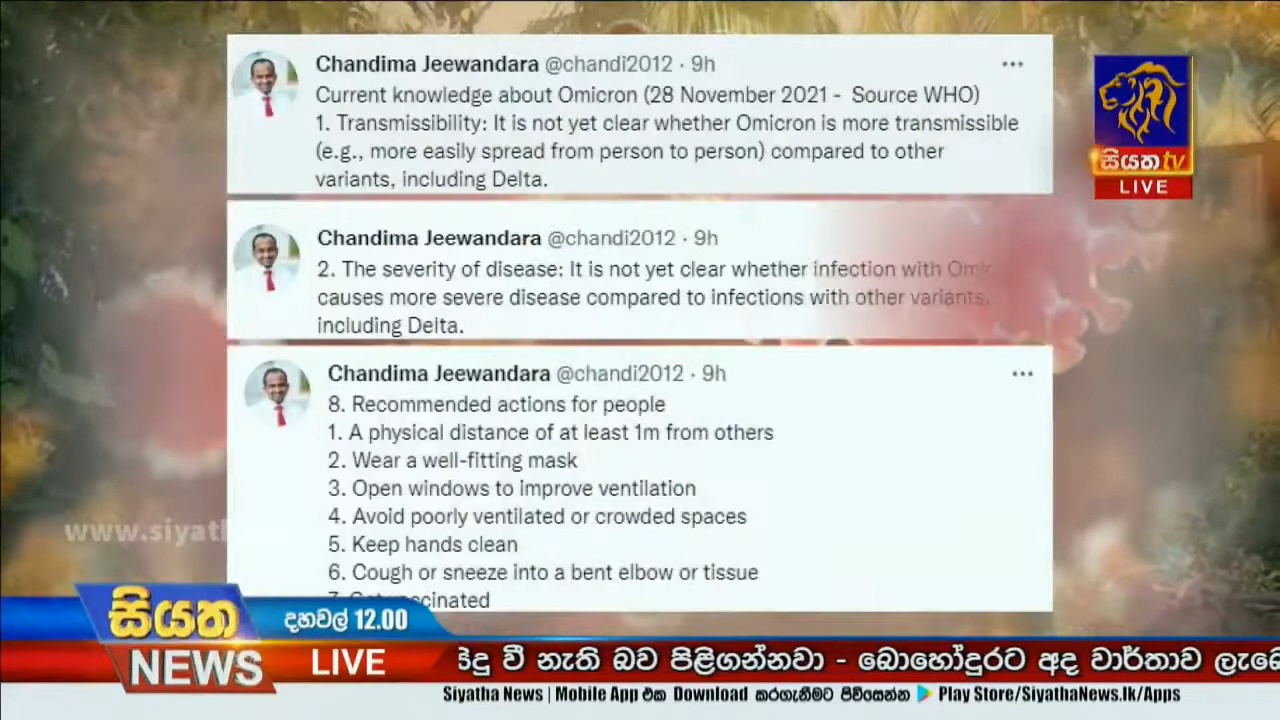 Chandima Jeewandara @chandi2012 · 9h
Current knowledge about Omicron (28 November 2021 - Source WHO)
1. Transmissibility: It is not yet clear whether Omicron is more transmissible
(e.g., more easily spread from person to person) compared to other
variants, including Delta.
සියත tv
LIVE
Chandima Jeewandara @chandi2012 · 9h
2. The severity of disease: It is not yet clear whether infection with
causes more severe disease compared to infections with other variants,
including Delta.
Chandima Jeewandara @chandi2012 · 9h
8. Recommended actions for people
1. A physical distance of at least 1m from others
2. Wear a well-fitting mask
3. Open windows to improve ventilation
4. Avoid poorly ventilated or crowded spaces
5. Keep hands clean
6. Cough or sneeze into a bent elbow or tissue
සියත
දහවල් 12.00
NEWS
LIVE
වී නැති බව පිළිගන්නවා - බොහෝදුරට අද වාර්තාව
Siyatha News | Mobile App එක Download කරගැනීමට පිවිසෙන්න Play Store/SiyathaNews.lk/Apps